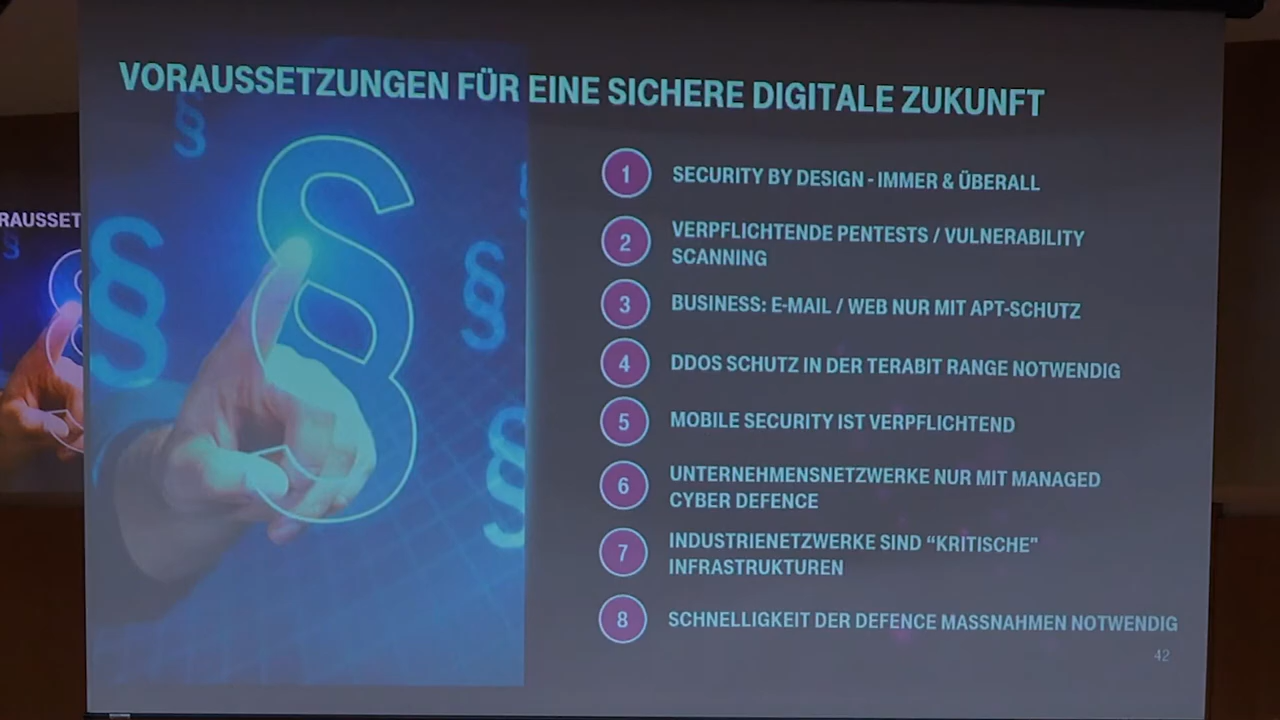 VORAUSSETZUNGEN FÜR EINE SICHERE DIGITALE ZUKUNFT
RAUSSET
1 SECURITY BY DESIGN - IMMER & ÜBERALL
2 VERPFLICHTENDE PENTESTS / VULNERABILITY
SCANNING
3 BUSINESS: E-MAIL / WEB NUR MIT APT-SCHUTZ
4 DDOS SCHUTZ IN DER TERABIT RANGE NOTWENDIG
5 MOBILE SECURITY IST VERPFLICHTEND
6 UNTERNEHMENSNETZWERKE NUR MIT MANAGED
CYBER DEFENCE
7 INDUSTRIENETZWERKE SIND “KRITISCHE”
INFRASTRUKTUREN
8 SCHNELLIGKEIT DER DEFENCE MASSNAHMEN NOTWENDIG
42